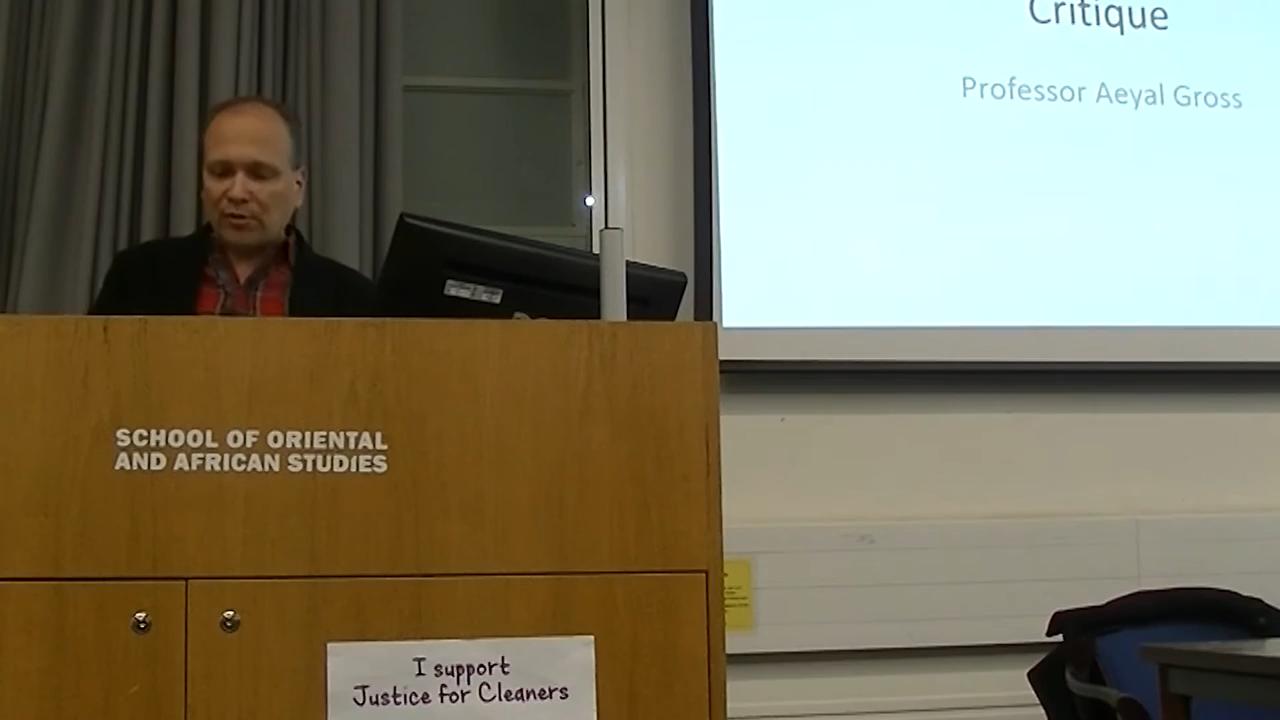 Critique
Professor Aeyal Gross
SCHOOL OF ORIENTAL
AND AFRICAN STUDIES
I support
Justice for Cleaners